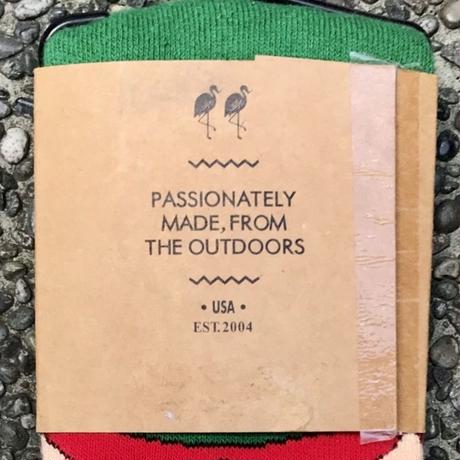 PASSIONATELY
MADE, FROM
THE OUTDOORS
• USA •
EST. 2004